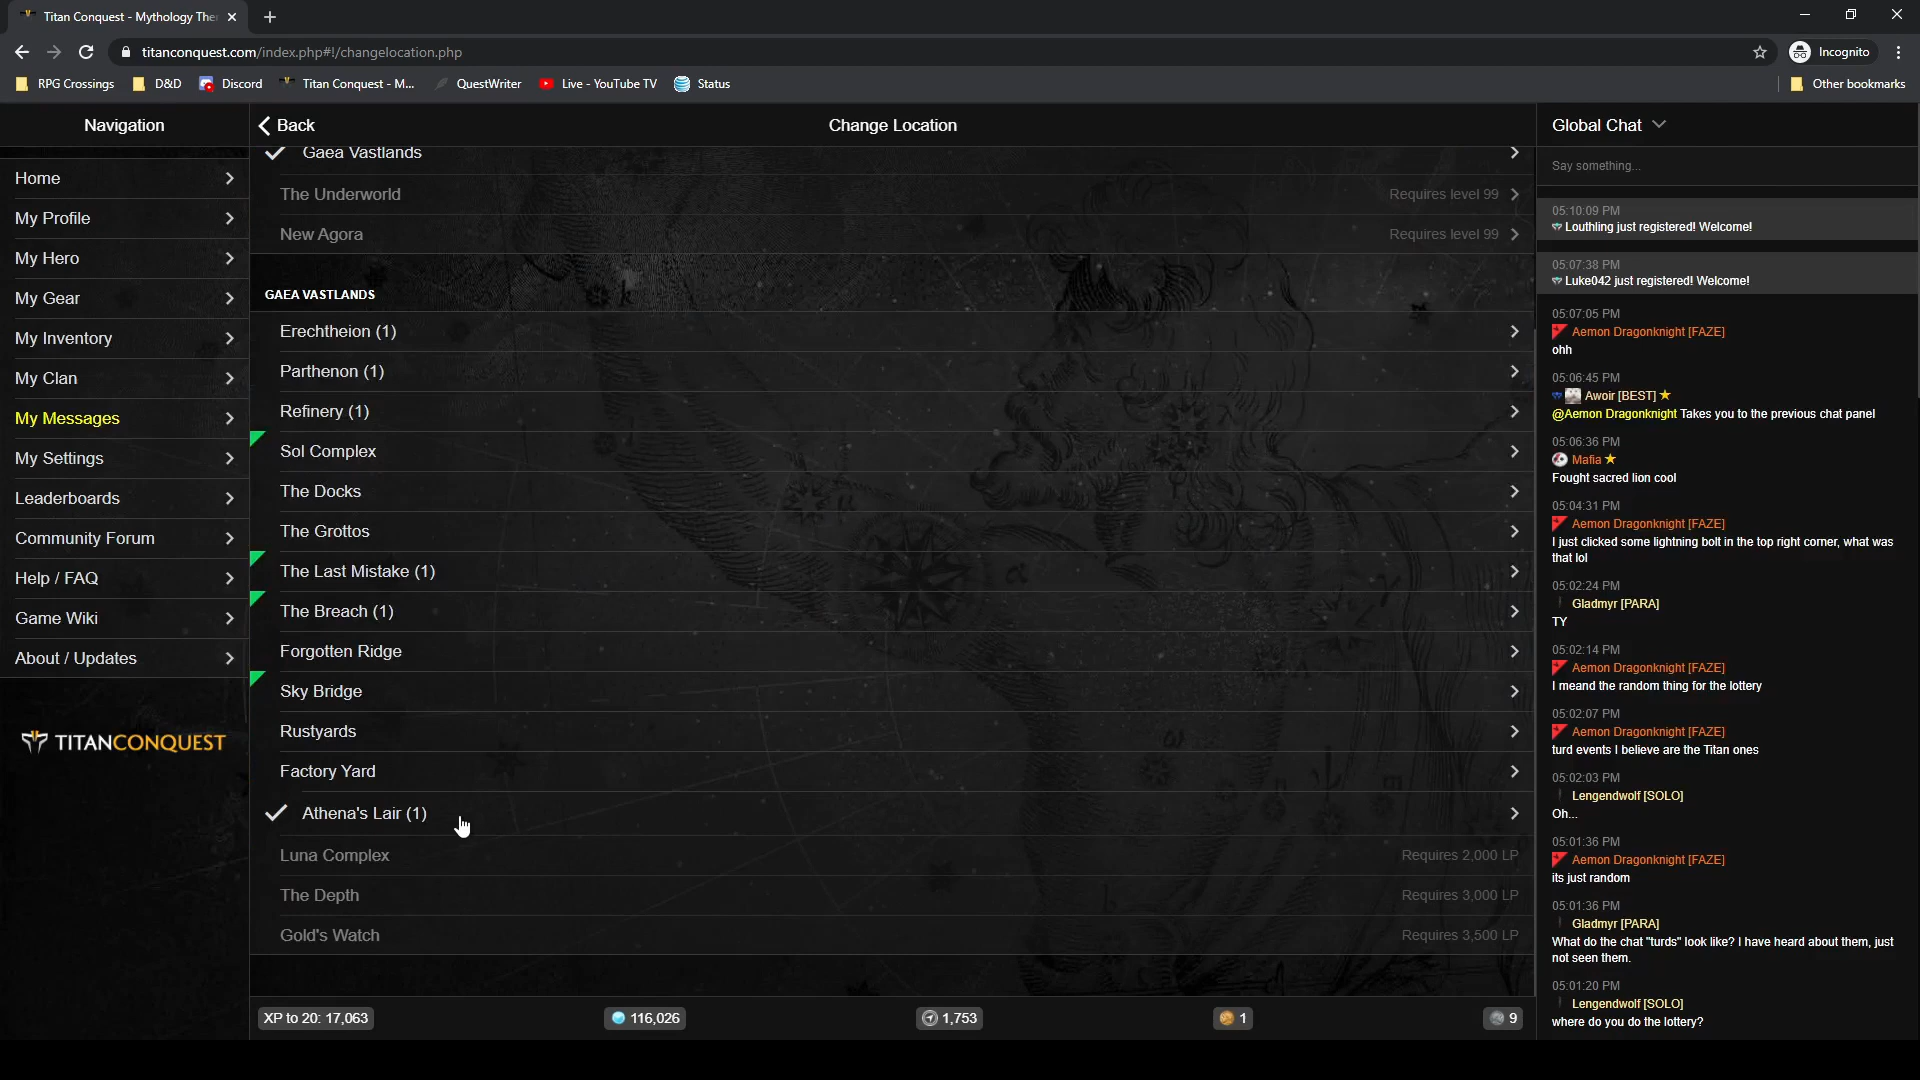 Titan Conquest - Mythology The
titanconquest.com/index.php#!/changelocation.php
Incognito
RPG Crossings
D&D
Discord
Titan Conquest - M...
QuestWriter
Live - YouTube TV
Status
Other bookmarks
Navigation
Home
My Profile
My Hero
My Gear
My Inventory
My Clan
My Messages
My Settings
Leaderboards
Community Forum
Help / FAQ
Game Wiki
About / Updates
TITANCONQUEST
Back
Change Location
Gaea Vastlands
The Underworld
Requires level 99
New Agora
Requires level 99
GAEA VASTLANDS
Erechtheion (1)
Parthenon (1)
Refinery (1)
Sol Complex
The Docks
The Grottos
The Last Mistake (1)
The Breach (1)
Forgotten Ridge
Sky Bridge
Rustyards
Factory Yard
Athena's Lair (1)
Luna Complex
Requires 2,000 LP
The Depth
Requires 3,000 LP
Gold's Watch
Requires 3,500 LP
XP to 20: 17,063
116,026
1,753
1
9
Global Chat
Say something...
05:10:09 PM
Louthling just registered! Welcome!
05:07:38 PM
Luke042 just registered! Welcome!
05:07:05 PM
Aemon Dragonknight [FAZE]
ohh
05:06:45 PM
Awoir [BEST]
@Aemon Dragonknight Takes you to the previous chat panel
05:06:36 PM
Mafia
Fought sacred lion cool
05:04:31 PM
Aemon Dragonknight [FAZE]
I just clicked some lightning bolt in the top right corner, what was
that lol
05:02:24 PM
Gladmyr [PARA]
TY
05:02:14 PM
Aemon Dragonknight [FAZE]
I meand the random thing for the lottery
05:02:07 PM
Aemon Dragonknight [FAZE]
turd events I believe are the Titan ones
05:02:03 PM
Lengendwolf [SOLO]
Oh...
05:01:36 PM
Aemon Dragonknight [FAZE]
its just random
05:01:36 PM
Gladmyr [PARA]
What do the chat "turds" look like? I have heard about them, just
not seen them.
05:01:20 PM
Lengendwolf [SOLO]
where do you do the lottery?